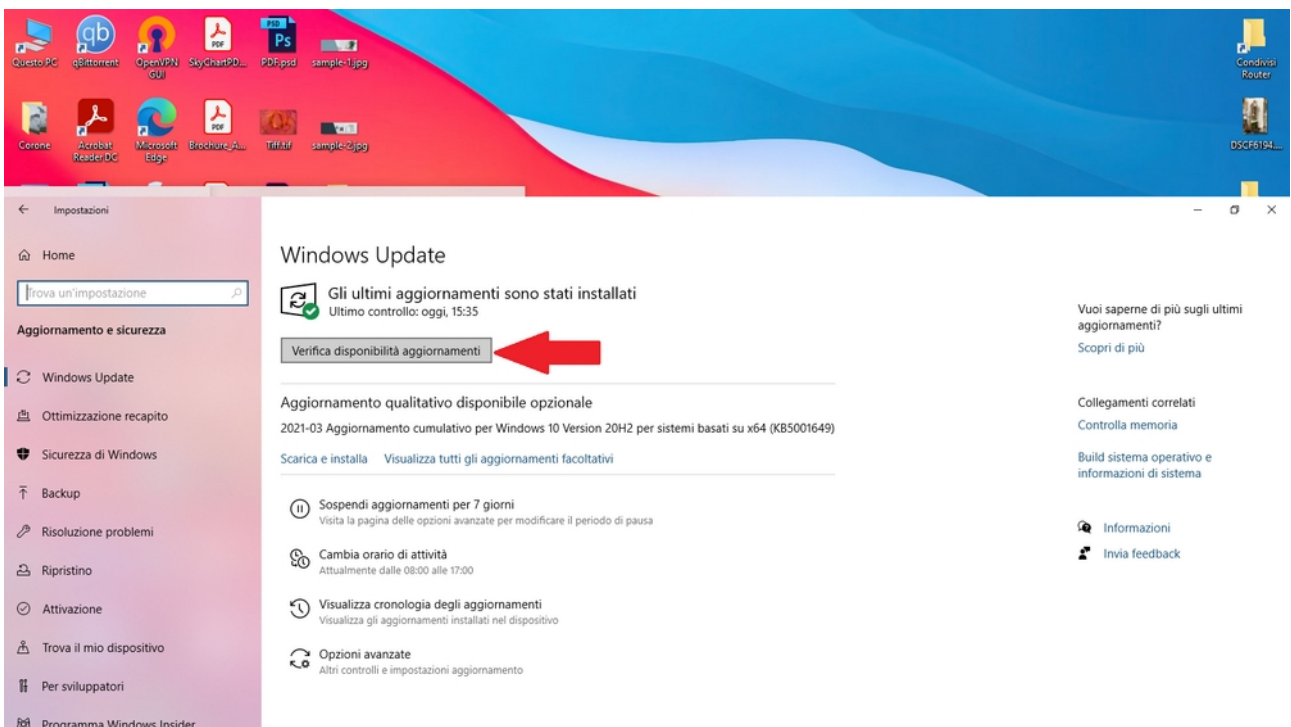 PSD
Ps
PDF
Questo PC
qb
qBittorrent
OpenVPN
GUI
SkyChartPD...
PDF.psd
sample-1.jpg
Condivisi
Router
PDF
Corone
Acrobat
Reader DC
Microsoft
Edge
Brochure_A...
Tiff.tif
sample-2.jpg
DSCF6194....
Impostazioni
Home
Trova un'impostazione
Aggiornamento e sicurezza
Windows Update
Ottimizzazione recapito
Sicurezza di Windows
Backup
Risoluzione problemi
Ripristino
Attivazione
Trova il mio dispositivo
Per sviluppatori
Programma Windows Insider
Windows Update
Gli ultimi aggiornamenti sono stati installati
Ultimo controllo: oggi, 15:35
Verifica disponibilità aggiornamenti
Aggiornamento qualitativo disponibile opzionale
2021-03 Aggiornamento cumulativo per Windows 10 Version 20H2 per sistemi basati su x64 (KB5001649)
Scarica e installa Visualizza tutti gli aggiornamenti facoltativi
Sospendi aggiornamenti per 7 giorni
Visita la pagina delle opzioni avanzate per modificare il periodo di pausa
Cambia orario di attività
Attualmente dalle 08:00 alle 17:00
Visualizza cronologia degli aggiornamenti
Visualizza gli aggiornamenti installati nel dispositivo
Opzioni avanzate
Altri controlli e impostazioni aggiornamento
Vuoi saperne di più sugli ultimi
aggiornamenti?
Scopri di più
Collegamenti correlati
Controlla memoria
Build sistema operativo e
informazioni di sistema
Informazioni
Invia feedback